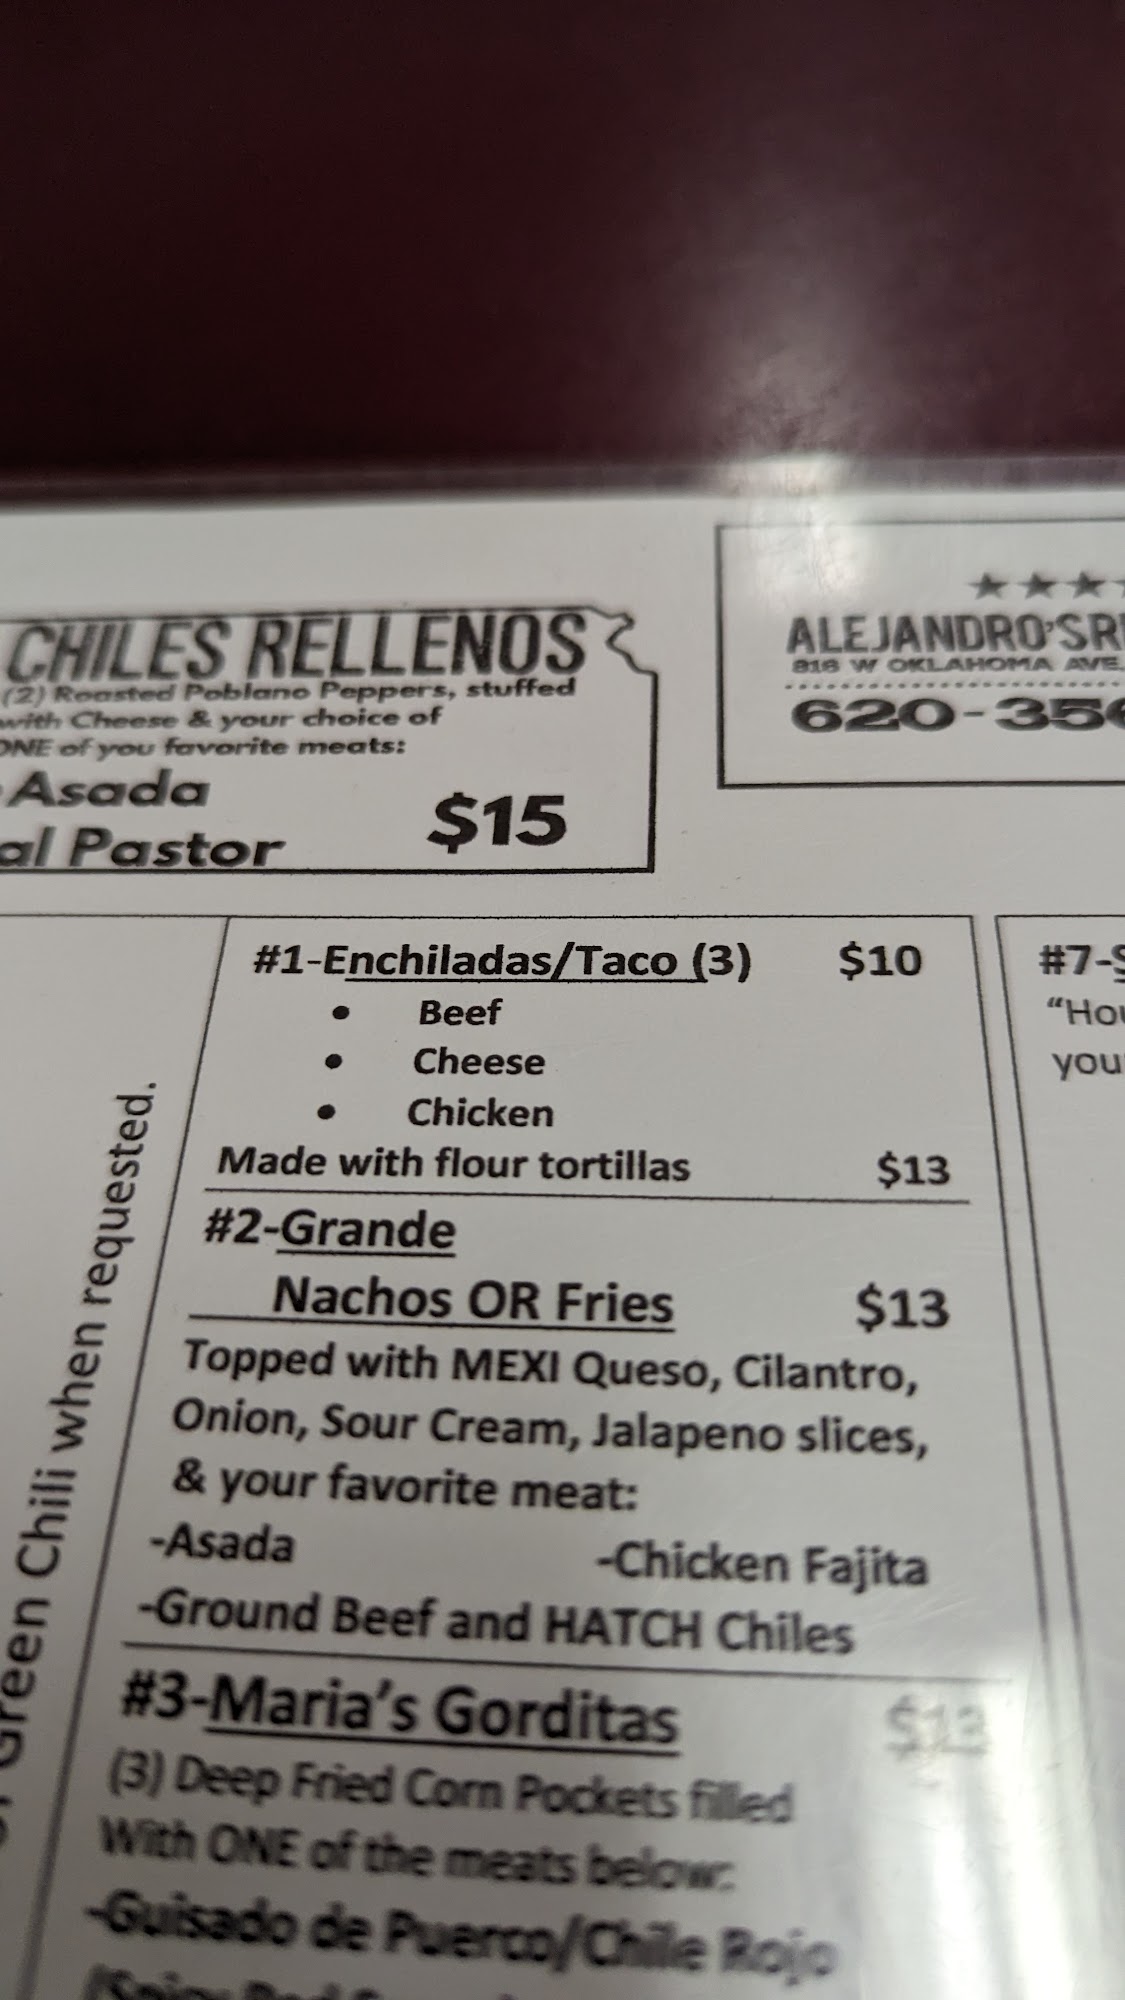 CHILES RELLENOS
(2) Roasted Poblano Peppers, stuffed
with Cheese & your choice of
ONE of you favorite meats:
Asada
al Pastor $15
★★★
ALEJANDRO'S
816 W OKLAHOMA AVE.
620-356
Green Chili when requested.
#1-Enchiladas/Taco (3) $10
• Beef
• Cheese
• Chicken
Made with flour tortillas $13
#2-Grande
Nachos OR Fries $13
Topped with MEXI Queso, Cilantro,
Onion, Sour Cream, Jalapeno slices,
& your favorite meat:
-Asada -Chicken Fajita
-Ground Beef and HATCH Chiles
#3-Maria's Gorditas $13
(3) Deep Fried Corn Pockets filled
With ONE of the meats below:
-Guisado de Puerco/Chile Rojo
#7-